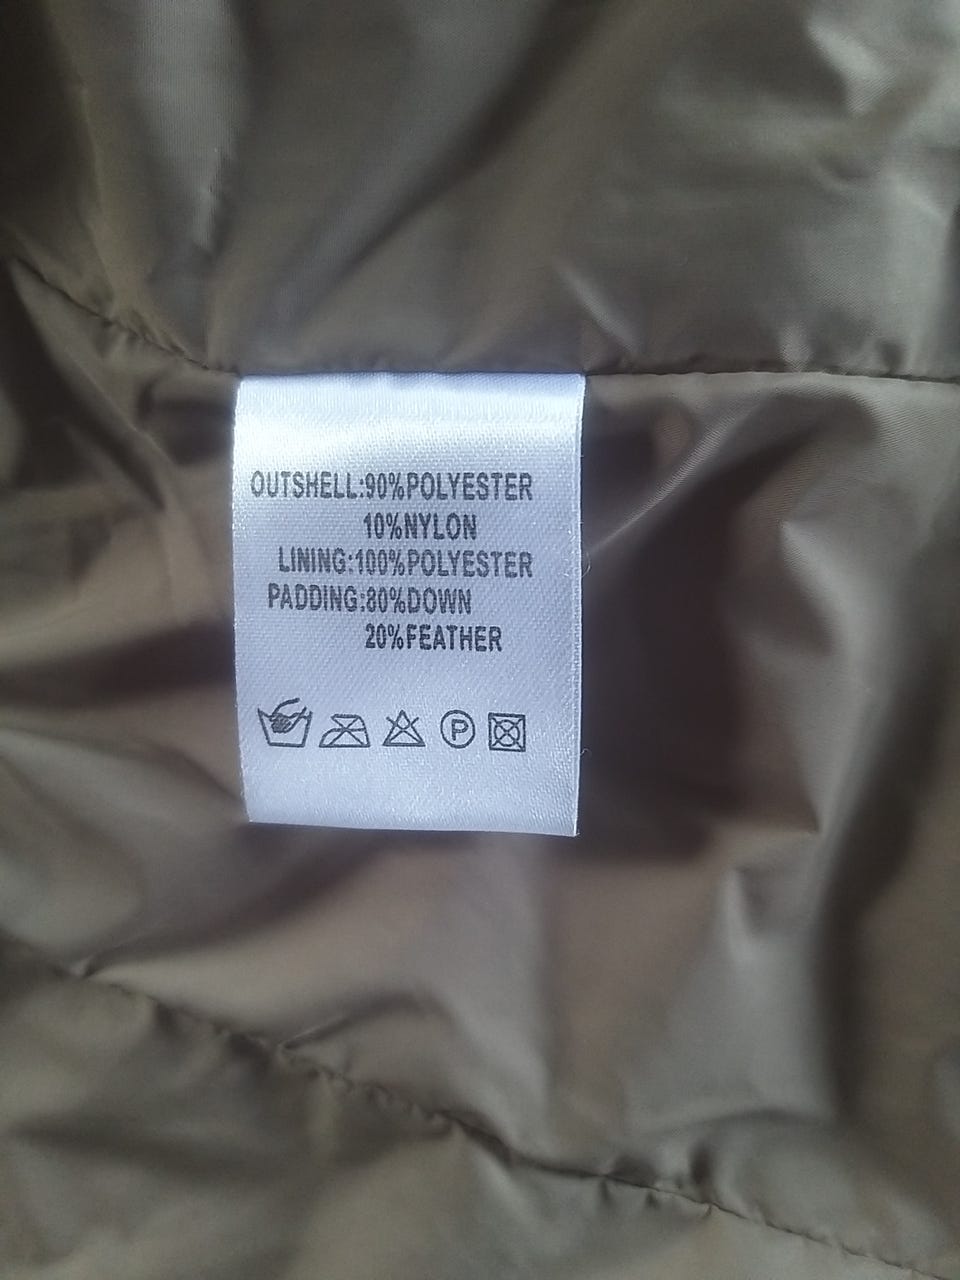 OUTSHELL:90%POLYESTER
10%NYLON
LINING:100%POLYESTER
PADDING:80%DOWN
20%FEATHER
P